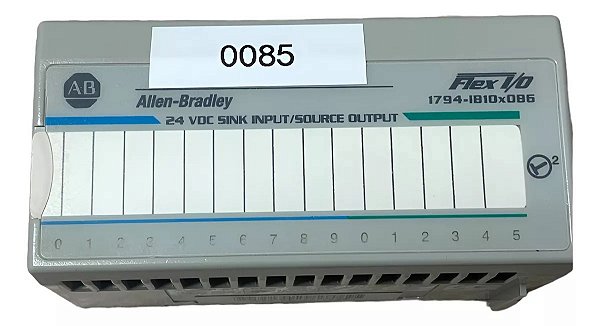 0085
AB
Allen-Bradley
Flex I/O
1794-IB10xOB6
24 VDC SINK INPUT/SOURCE OUTPUT
2
0 1 2 3 4 5 6 7 8 9 0 1 2 3 4 5